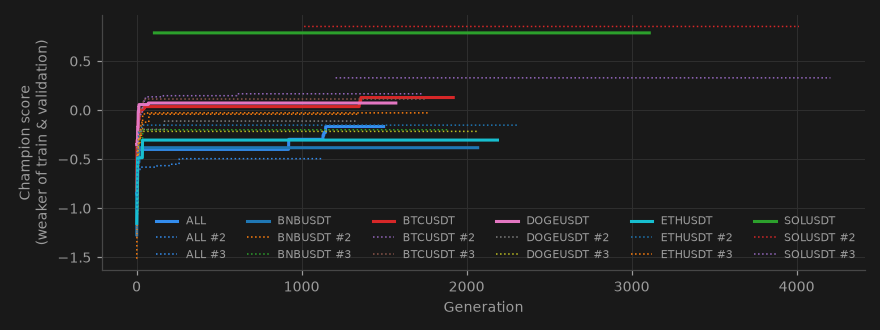 Champion score
(weaker of train & validation)
0.5
0.0
−0.5
−1.0
−1.5
ALL BNBUSDT BTCUSDT DOGEUSDT ETHUSDT SOLUSDT
ALL #2 BNBUSDT #2 BTCUSDT #2 DOGEUSDT #2 ETHUSDT #2 SOLUSDT #2
ALL #3 BNBUSDT #3 BTCUSDT #3 DOGEUSDT #3 ETHUSDT #3 SOLUSDT #3
0 1000 2000 3000 4000
Generation